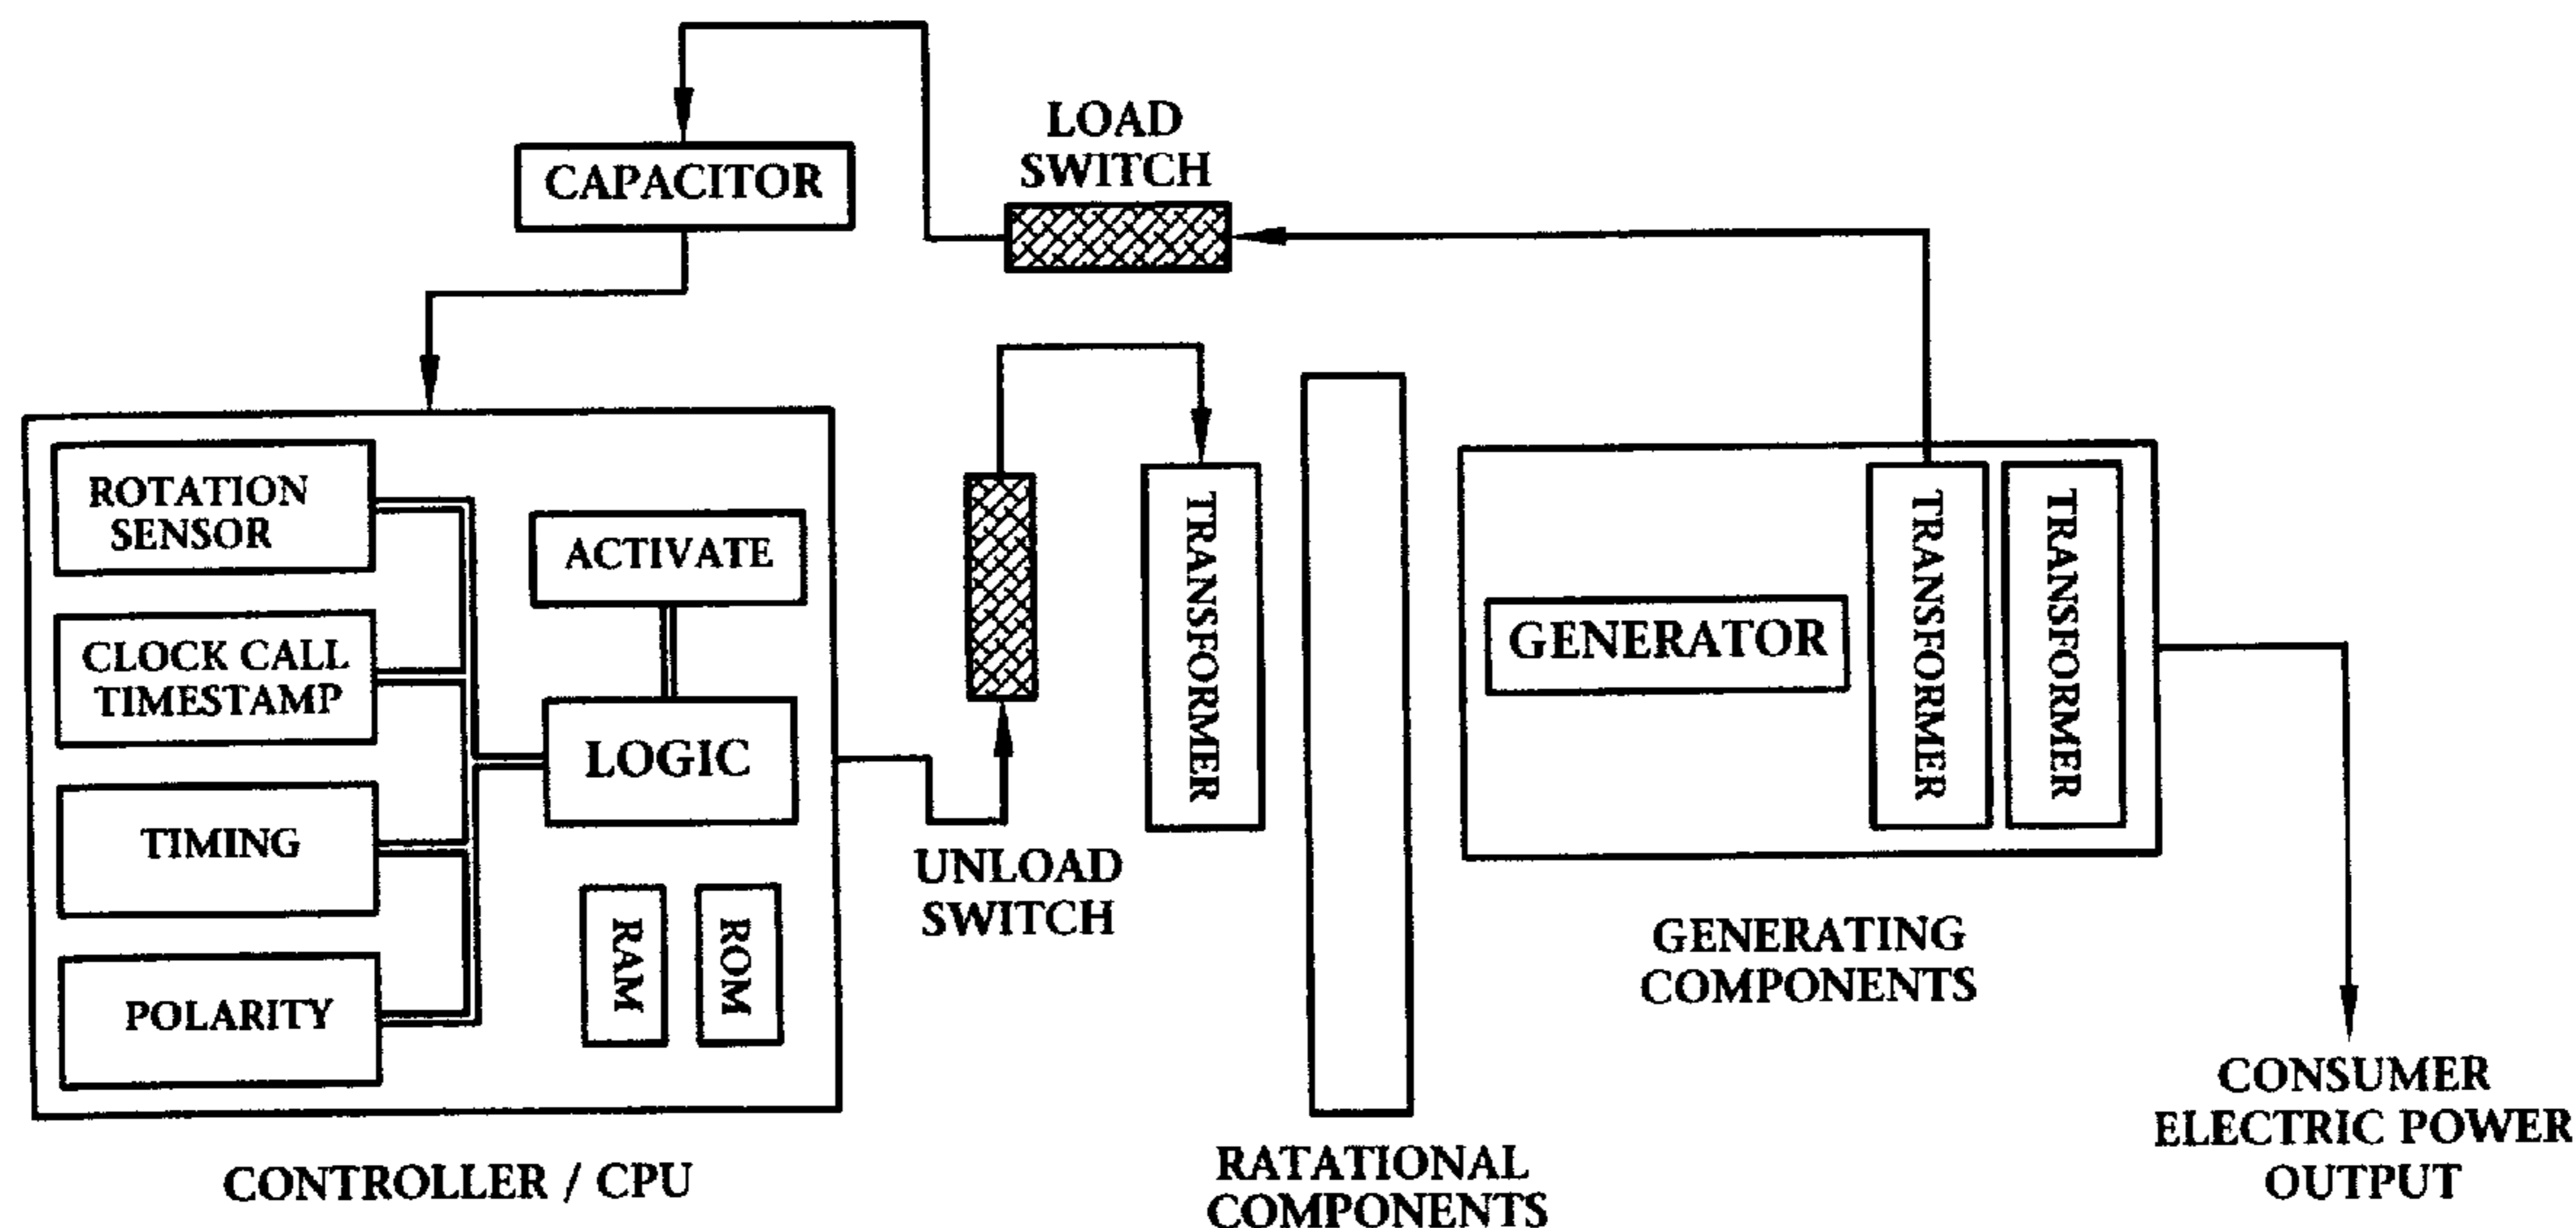 LOAD
SWITCH
CAPACITOR
ROTATION
SENSOR
ACTIVATE
CLOCK CALL
TIMESTAMP
LOGIC
TIMING
POLARITY
RAM
ROM
CONTROLLER / CPU
UNLOAD
SWITCH
TRANSFORMER
RATATIONAL
COMPONENTS
GENERATOR
TRANSFORMER
TRANSFORMER
GENERATING
COMPONENTS
CONSUMER
ELECTRIC POWER
OUTPUT